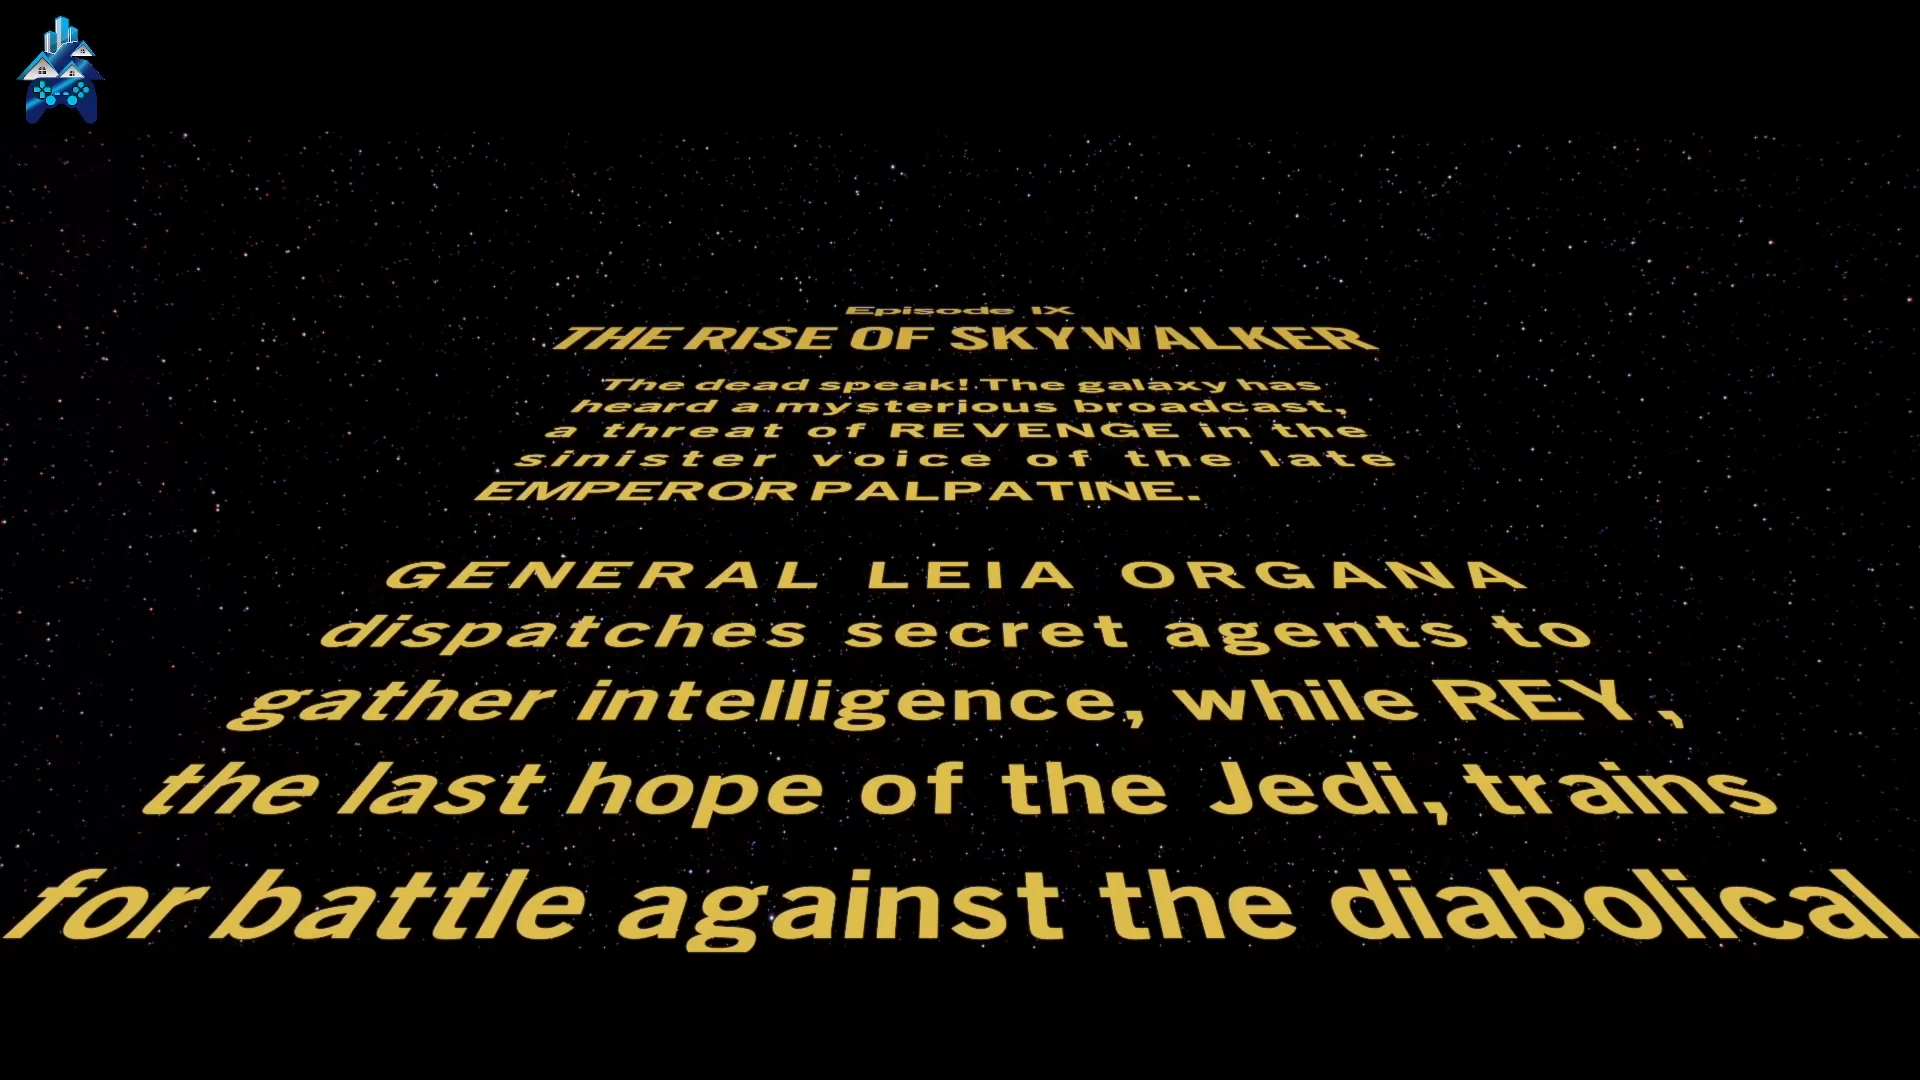 Episode IX
THE RISE OF SKYWALKER
The dead speak! The galaxy has
heard a mysterious broadcast,
a threat of REVENGE in the
sinister voice of the late
EMPEROR PALPATINE.
GENERAL LEIA ORGANA
dispatches secret agents to
gather intelligence, while REY,
the last hope of the Jedi, trains
for battle against the diabolical